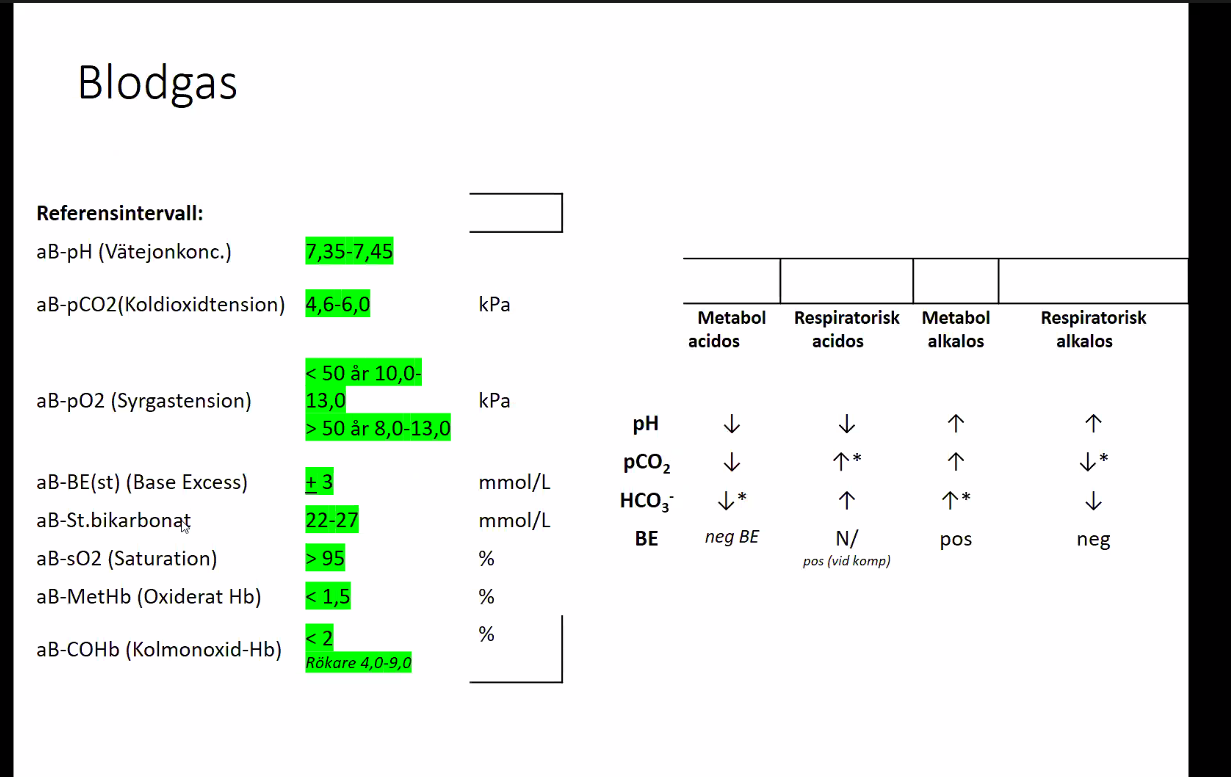 Blodgas
Referensintervall:
aB-pH (Vätejonkonc.) 7,35-7,45
aB-pCO2(Koldioxidtension) 4,6-6,0 kPa
aB-pO2 (Syrgastension) < 50 år 10,0-
13,0 kPa
> 50 år 8,0-13,0
aB-BE(st) (Base Excess) ± 3 mmol/L
aB-St.bikarbonat 22-27 mmol/L
aB-sO2 (Saturation) > 95 %
aB-MetHb (Oxiderat Hb) < 1,5 %
aB-COHb (Kolmonoxid-Hb) < 2 %
Rökare 4,0-9,0
Metabol Respiratorisk Metabol Respiratorisk
acidos acidos alkalos alkalos
pH ↓ ↓ ↑ ↑
pCO₂ ↓ ↑* ↑ ↓*
HCO₃⁻ ↓* ↑ ↑* ↓
BE neg BE N/ pos neg
pos (vid komp)